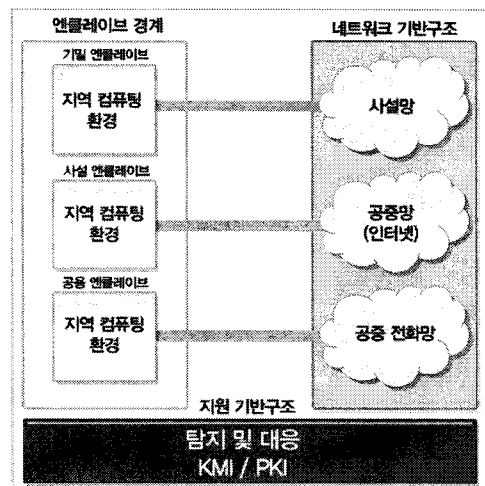 엔클레이브 경계
네트워크 기반구조
기밀 엔클레이브
지역 컴퓨팅
환경
사설망
사설 엔클레이브
지역 컴퓨팅
환경
공중망
(인터넷)
공용 엔클레이브
지역 컴퓨팅
환경
공중 전화망
지원 기반구조
탐지 및 대응
KMI / PKI